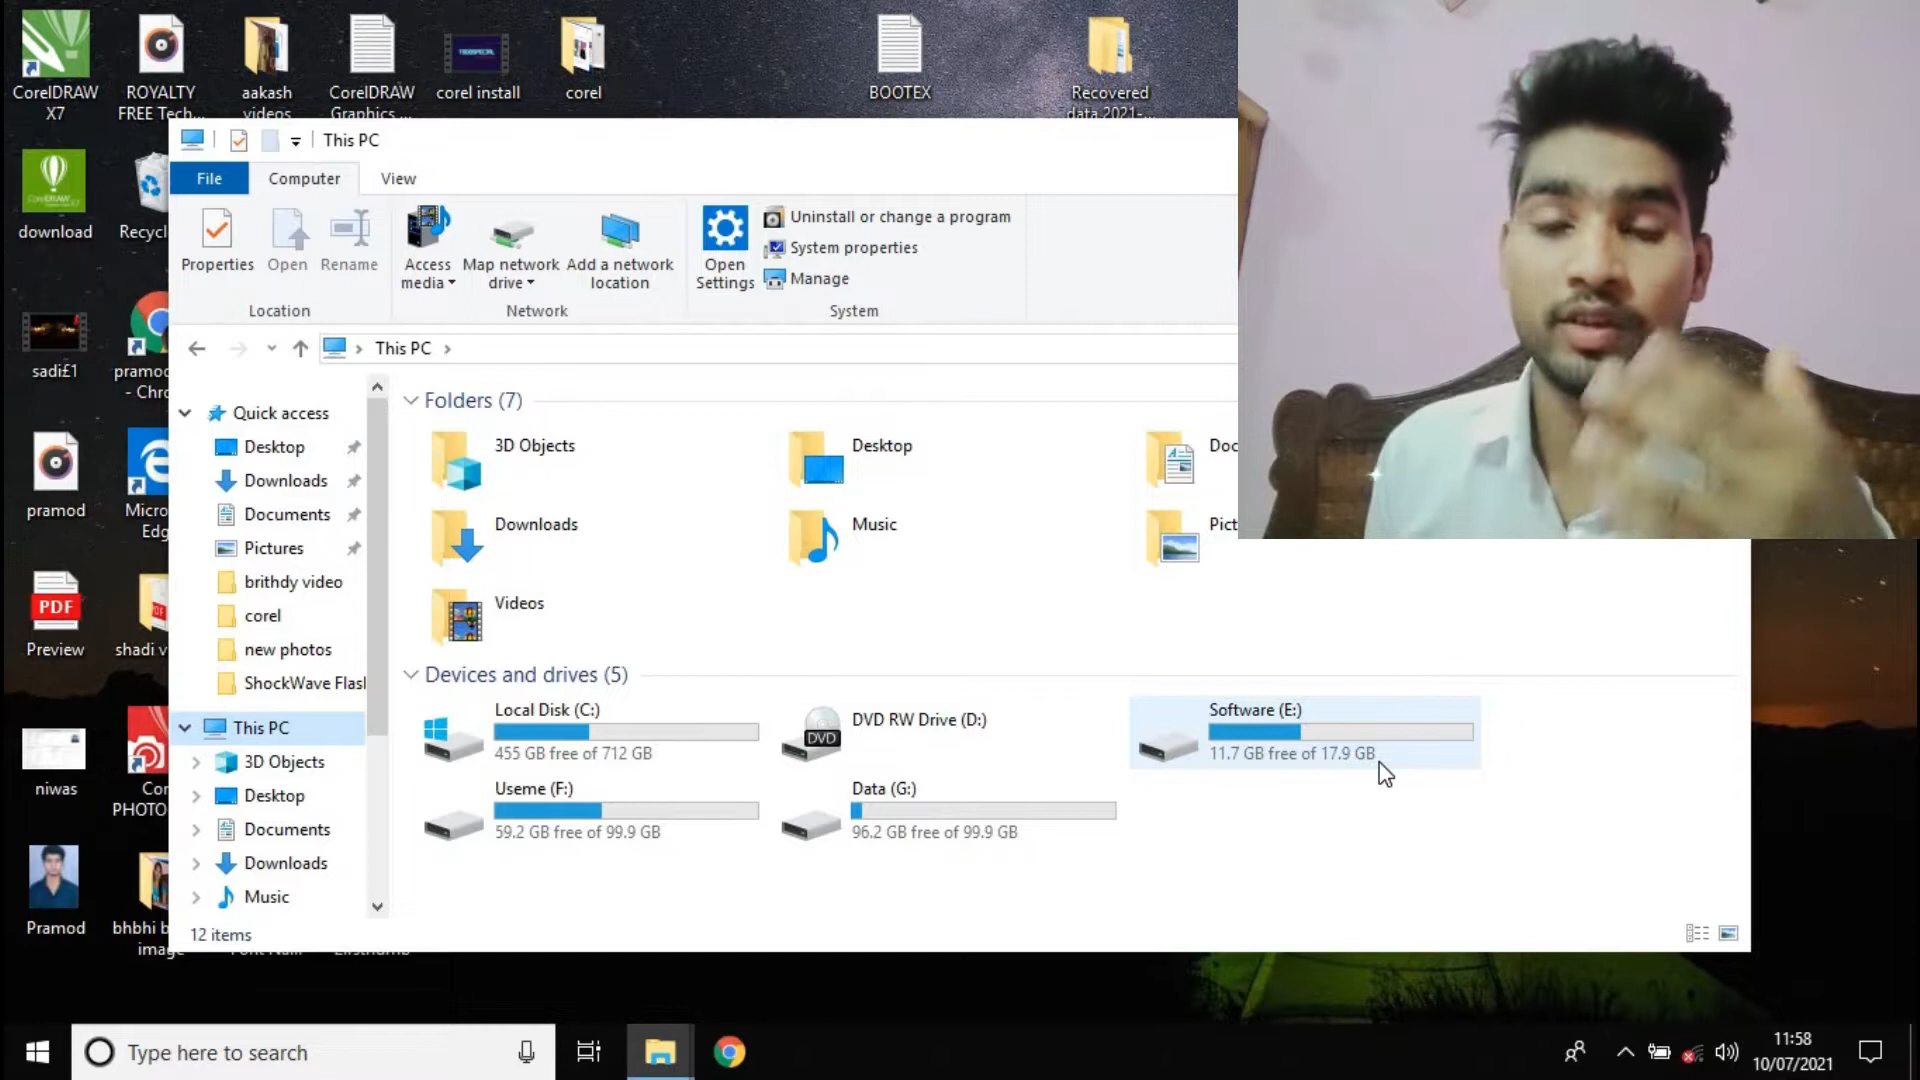 CorelDRAW
X7
ROYALTY
FREE Tech...
aakash
videos
CorelDRAW
Graphics ...
corel install
corel
BOOTEX
Recovered
data 2021-...
download
Recycl
sadi£1
pramo
- Chr
pramod
Micro
Edg
PDF
Preview
shadi v
niwas
Cor
PHOTO
Pramod
bhbhi b
image
This PC
File
Computer
View
Properties
Open
Rename
Access
media
Map network
drive
Add a network
location
Open
Settings
Uninstall or change a program
System properties
Manage
Location
Network
System
This PC
Quick access
Desktop
Downloads
Documents
Pictures
brithdy video
corel
new photos
ShockWave Flasl
This PC
3D Objects
Desktop
Documents
Downloads
Music
Folders (7)
3D Objects
Desktop
Doc
Downloads
Music
Pict
Videos
Devices and drives (5)
Local Disk (C:)
455 GB free of 712 GB
DVD
DVD RW Drive (D:)
Software (E:)
11.7 GB free of 17.9 GB
Useme (F:)
59.2 GB free of 99.9 GB
Data (G:)
96.2 GB free of 99.9 GB
12 items
Type here to search
11:58
10/07/2021